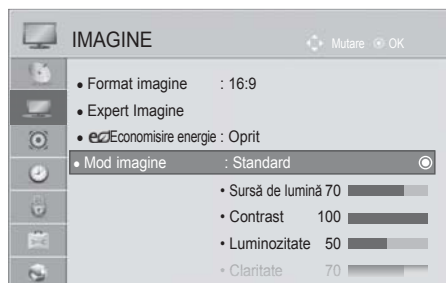 IMAGINE
Mutare OK
• Format imagine : 16:9
• Expert Imagine
• eco Economisire energie : Oprit
• Mod imagine : Standard
• Sursă de lumină 70
• Contrast 100
• Luminozitate 50
• Claritate 70